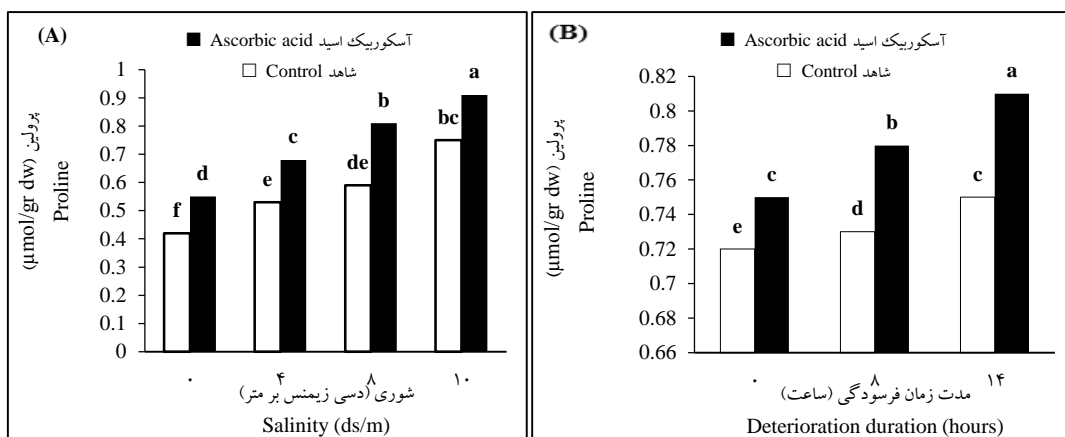 (A)
■ Ascorbic acid آسکوربیک اسید
□ Control شاهد
پرولین (µmol/gr dw)
Proline
1
0.9
0.8
0.7
0.6
0.5
0.4
0.3
0.2
0.1
0
f d e c de b bc a
۰ ۴ ۸ ۱۰
شوری (دسی زیمنس بر متر)
Salinity (ds/m)
(B)
■ Ascorbic acid آسکوربیک اسید
□ Control شاهد
پرولین (µmol/gr dw)
Proline
0.82
0.8
0.78
0.76
0.74
0.72
0.7
0.68
0.66
e c d b c a
۰ ۸ ۱۴
مدت زمان فرسودگی (ساعت)
Deterioration duration (hours)